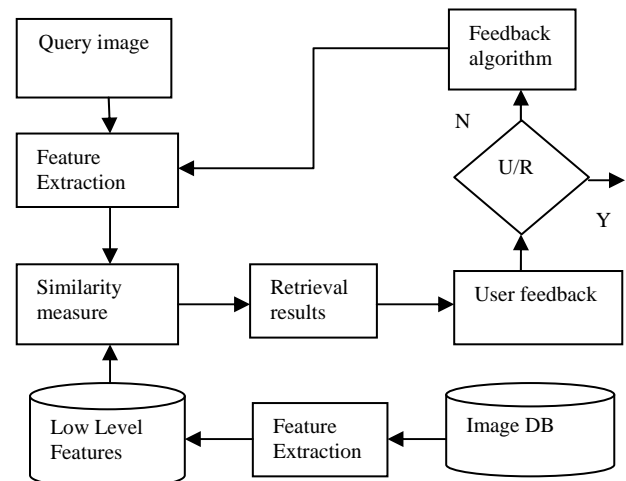 Query image
Feedback
algorithm
N
U/R
Y
Feature
Extraction
Similarity
measure
Retrieval
results
User feedback
Low Level
Features
Feature
Extraction
Image DB